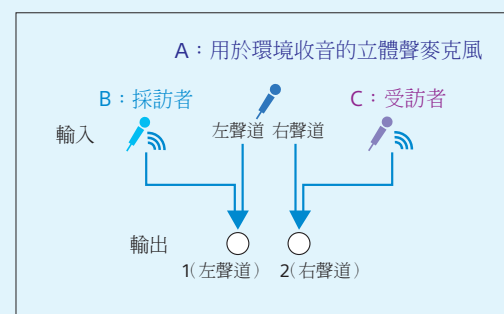 A：用於環境收音的立體聲麥克風
B：採訪者
C：受訪者
輸入
左聲道 右聲道
輸出
1(左聲道) 2(右聲道)